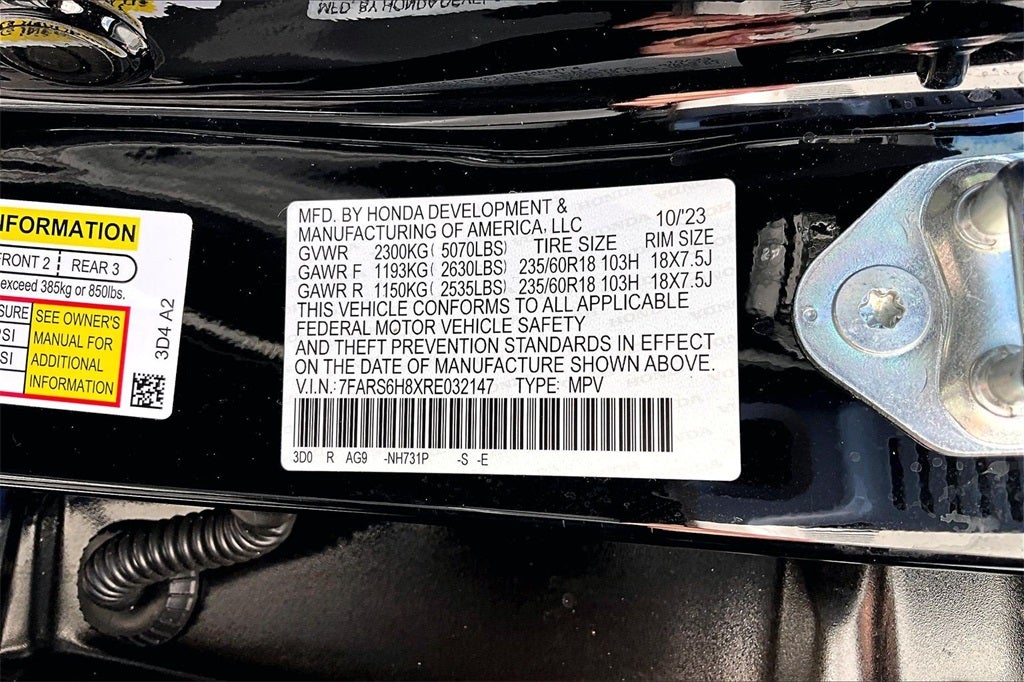 MFD. BY HONDA DEVELOP
INFORMATION
FRONT 2 REAR 3
exceed 385kg or 850lbs.
SEE OWNER'S
MANUAL FOR
ADDITIONAL
INFORMATION
3D4 A2
MFD. BY HONDA DEVELOPMENT & 10/'23
MANUFACTURING OF AMERICA, LLC
GVWR 2300KG( 5070LBS) TIRE SIZE RIM SIZE
GAWR F 1193KG( 2630LBS) 235/60R18 103H 18X7.5J
GAWR R 1150KG( 2535LBS) 235/60R18 103H 18X7.5J
THIS VEHICLE CONFORMS TO ALL APPLICABLE
FEDERAL MOTOR VEHICLE SAFETY
AND THEFT PREVENTION STANDARDS IN EFFECT
ON THE DATE OF MANUFACTURE SHOWN ABOVE.
V.I.N.: 7FARS6H8XRE032147 TYPE: MPV
3D0 R AG9 -NH731P -S -E